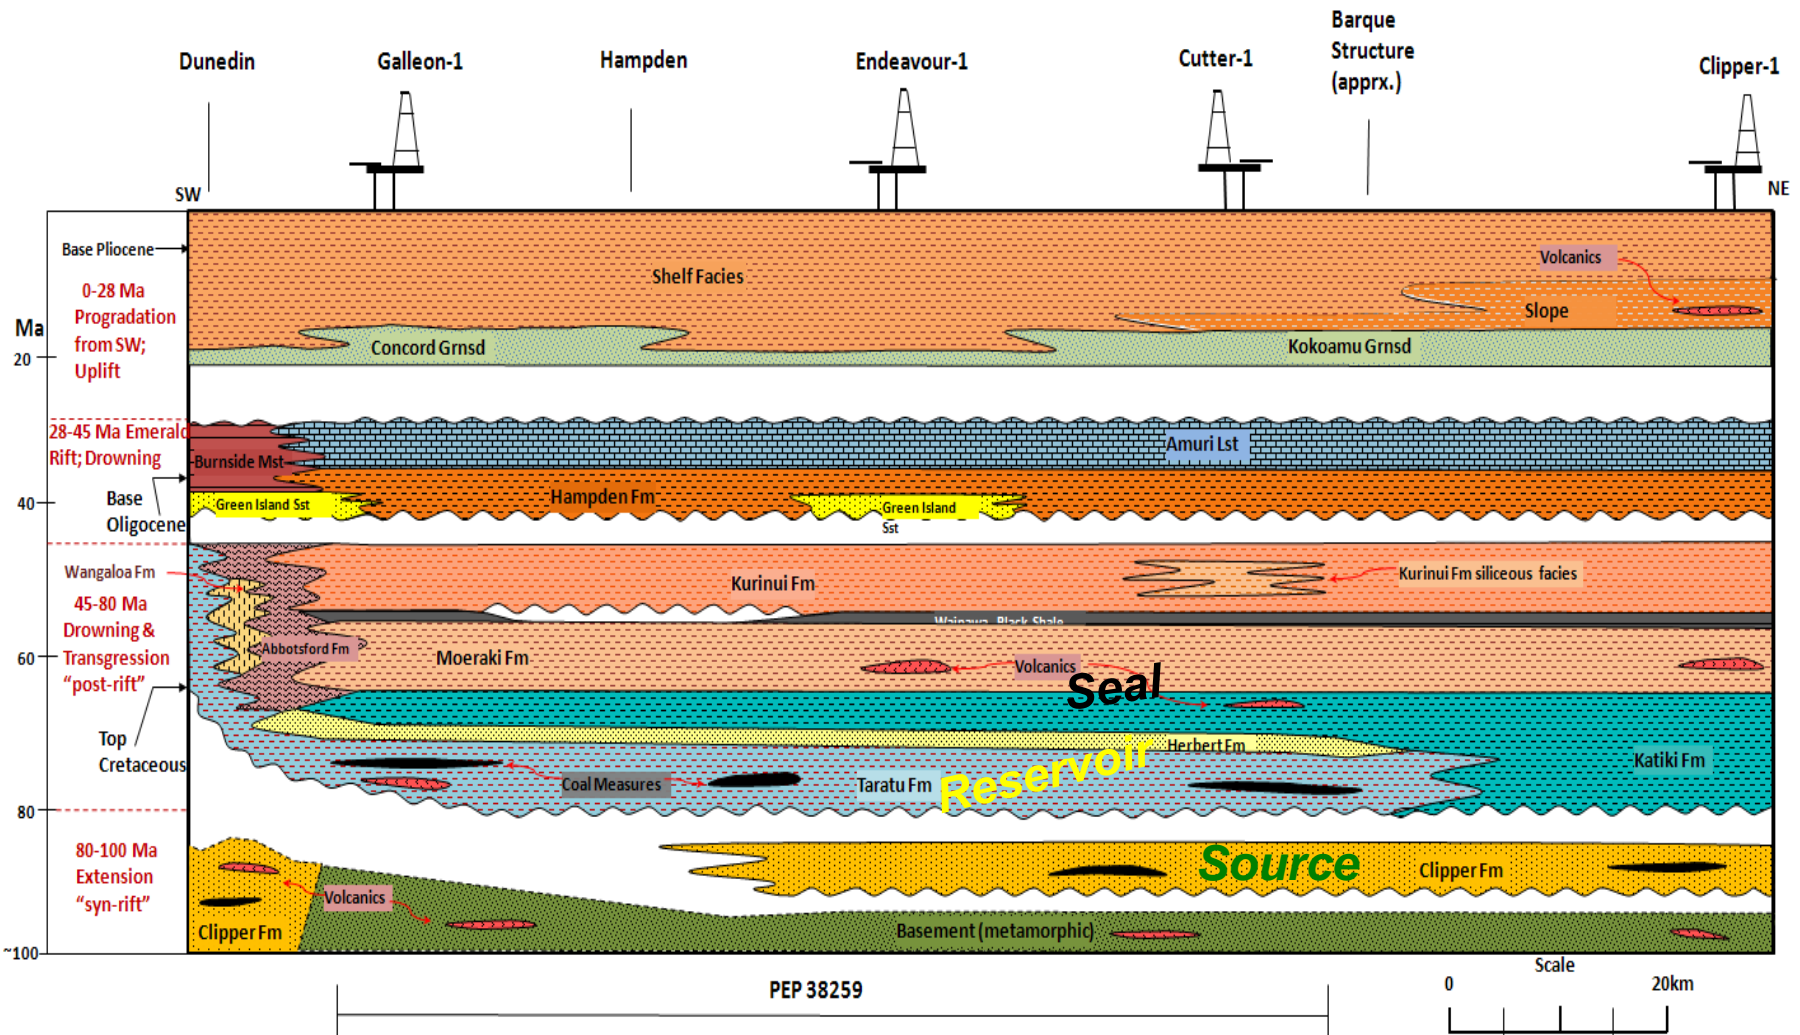 Dunedin
Galleon-1
Hampden
Endeavour-1
Cutter-1
Barque
Structure
(apprx.)
Clipper-1
SW
NE
Base Pliocene
0-28 Ma
Progradation
from SW;
Uplift
Ma
20
Shelf Facies
Volcanics
Slope
Concord Grnsd
Kokoamu Grnsd
28-45 Ma Emerald
Rift; Drowning
Burnside Mst
Amuri Lst
Base
Oligocene
40
Green Island Sst
Hampden Fm
Green Island
Sst
Wangaloa Fm
45-80 Ma
Drowning &
Transgression
"post-rift"
60
Kurinui Fm
Kurinui Fm siliceous facies
Waipawa Black Shale
Abbotsford Fm
Moeraki Fm
Volcanics
Seal
Top
Cretaceous
Herbert Fm
Reservoir
Katiki Fm
Coal Measures
Taratu Fm
80
80-100 Ma
Extension
"syn-rift"
Source
Clipper Fm
Volcanics
Clipper Fm
Basement (metamorphic)
~100
PEP 38259
Scale
0
20km